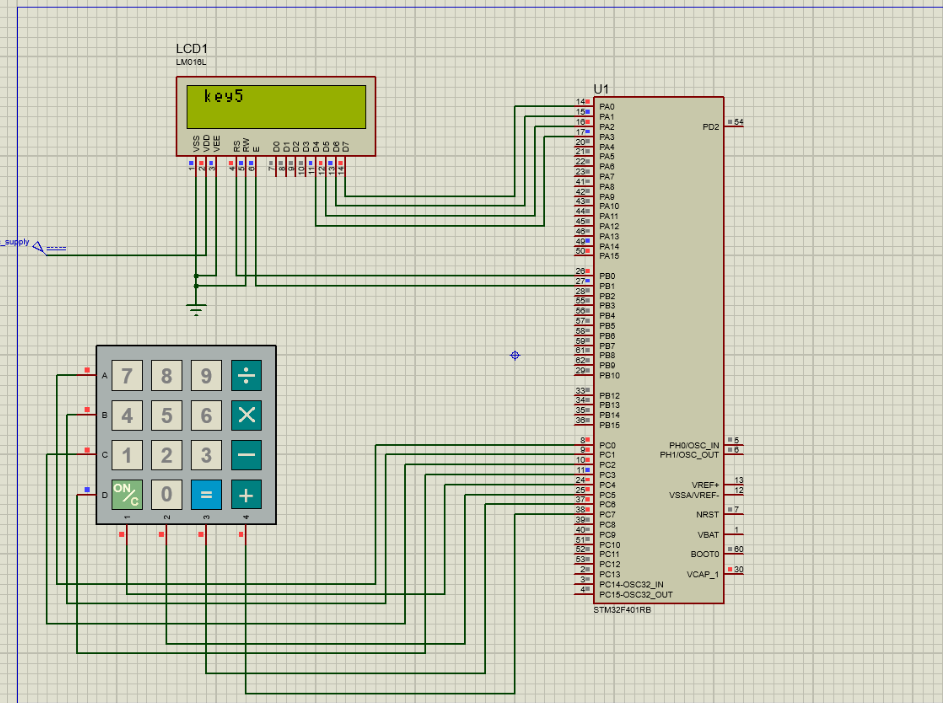 LCD1
LM016L
key5
VSS
VDD
VEE
RS
RW
E
D0
D1
D2
D3
D4
D5
D6
D7
1
2
3
4
5
6
7
8
9
10
11
12
13
14
_supply
U1
14 PA0
15 PA1
16 PA2
17 PA3
20 PA4
21 PA5
22 PA6
23 PA7
41 PA8
42 PA9
43 PA10
44 PA11
45 PA12
46 PA13
49 PA14
50 PA15
26 PB0
27 PB1
28 PB2
55 PB3
56 PB4
57 PB5
58 PB6
59 PB7
61 PB8
62 PB9
29 PB10
33 PB12
34 PB13
35 PB14
36 PB15
8 PC0
9 PC1
10 PC2
11 PC3
24 PC4
25 PC5
37 PC6
38 PC7
39 PC8
40 PC9
51 PC10
52 PC11
53 PC12
2 PC13
3 PC14-OSC32_IN
4 PC15-OSC32_OUT
PD2 54
PH0/OSC_IN 5
PH1/OSC_OUT 6
VREF+ 13
VSSA/VREF- 12
NRST 7
VBAT 1
BOOT0 60
VCAP_1 30
STM32F401RB
A 7 8 9 ÷
B 4 5 6 ×
C 1 2 3 −
D ON/C 0 = +
1 2 3 4